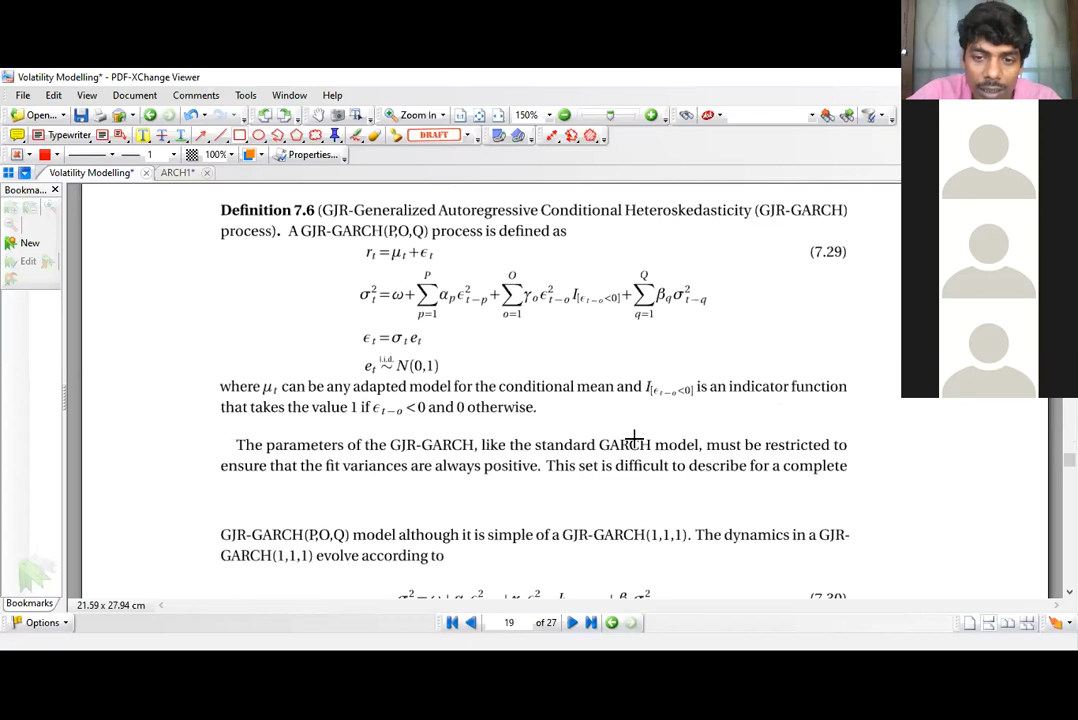 Volatility Modelling* - PDF-XChange Viewer
File Edit View Document Comments Tools Window Help
Open... Zoom In 150%
Typewriter DRAFT
1 100% Properties...
Volatility Modelling* ARCH1*
Bookma...
New
Edit
Definition 7.6 (GJR-Generalized Autoregressive Conditional Heteroskedasticity (GJR-GARCH)
process). A GJR-GARCH(P,O,Q) process is defined as
r_t = μ_t + ϵ_t (7.29)
σ_t^2 = ω + ∑_{p=1}^{P} α_p ϵ_{t−p}^2 + ∑_{o=1}^{O} γ_o ϵ_{t−o}^2 I_{[ϵ_{t−o}<0]} + ∑_{q=1}^{Q} β_q σ_{t−q}^2
ϵ_t = σ_t e_t
e_t i.i.d. ∼ N(0,1)
where μ_t can be any adapted model for the conditional mean and I_{[ϵ_{t−o}<0]} is an indicator function
that takes the value 1 if ϵ_{t−o} < 0 and 0 otherwise.
The parameters of the GJR-GARCH, like the standard GARCH model, must be restricted to
ensure that the fit variances are always positive. This set is difficult to describe for a complete
GJR-GARCH(P,O,Q) model although it is simple of a GJR-GARCH(1,1,1). The dynamics in a GJR-
GARCH(1,1,1) evolve according to
Bookmarks 21.59 x 27.94 cm
Options 19 of 27